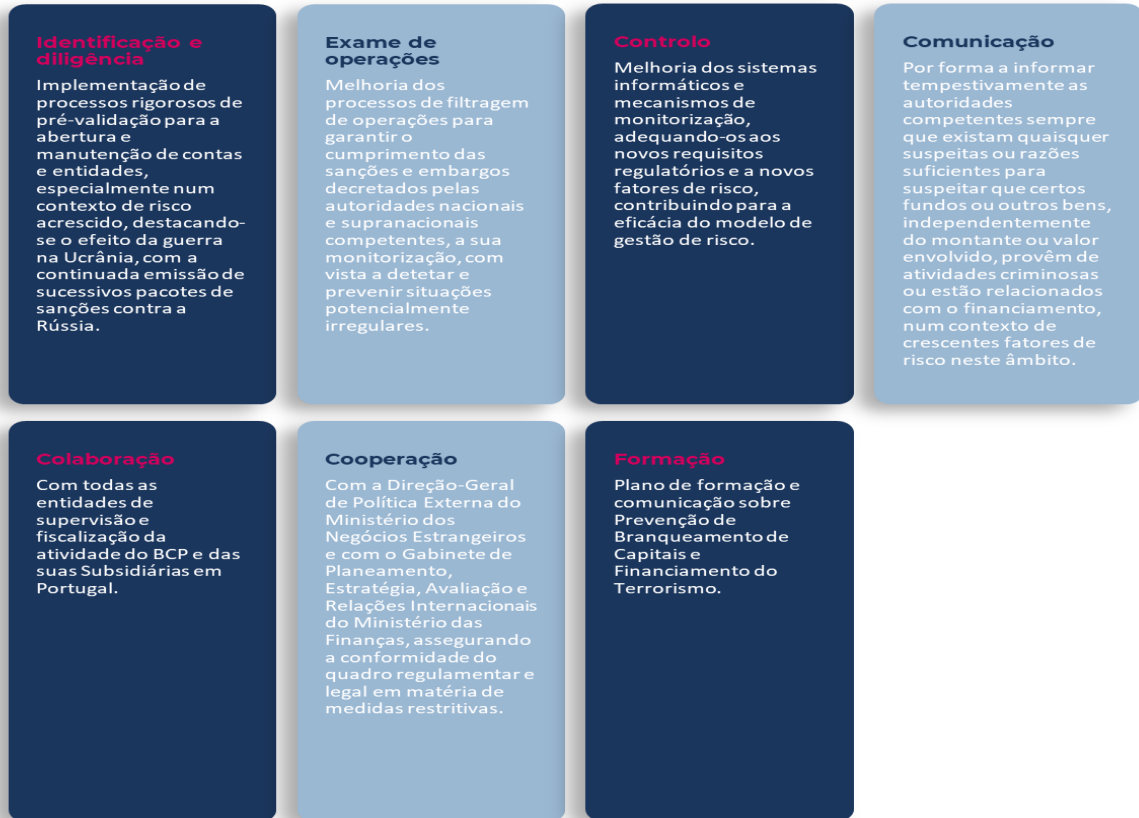 Identificação e
diligência
Implementação de
processos rigorosos de
pré-validação para a
abertura e
manutenção de contas
e entidades,
especialmente num
contexto de risco
acrescido, destacando-
se o efeito da guerra
na Ucrânia, com a
continuada emissão de
sucessivos pacotes de
sanções contra a
Rússia.
Exame de
operações
Melhoria dos
processos de filtragem
de operações para
garantir o
cumprimento das
sanções e embargos
decretados pelas
autoridades nacionais
e supranacionais
competentes, a sua
monitorização, com
vista a detetar e
prevenir situações
potencialmente
irregulares.
Controlo
Melhoria dos sistemas
informáticos e
mecanismos de
monitorização,
adequando-os aos
novos requisitos
regulatórios e a novos
fatores de risco,
contribuindo para a
eficácia do modelo de
gestão de risco.
Comunicação
Por forma a informar
tempestivamente as
autoridades
competentes sempre
que existam quaisquer
suspeitas ou razões
suficientes para
suspeitar que certos
fundos ou outros bens,
independentemente
do montante ou valor
envolvido, provêm de
atividades criminosas
ou estão relacionados
com o financiamento,
num contexto de
crescentes fatores de
risco neste âmbito.
Colaboração
Com todas as
entidades de
supervisão e
fiscalização da
atividade do BCP e das
suas Subsidiárias em
Portugal.
Cooperação
Com a Direção-Geral
de Política Externa do
Ministério dos
Negócios Estrangeiros
e com o Gabinete de
Planeamento,
Estratégia, Avaliação e
Relações Internacionais
do Ministério das
Finanças, assegurando
a conformidade do
quadro regulamentar e
legal em matéria de
medidas restritivas.
Formação
Plano de formação e
comunicação sobre
Prevenção de
Branqueamento de
Capitais e
Financiamento do
Terrorismo.